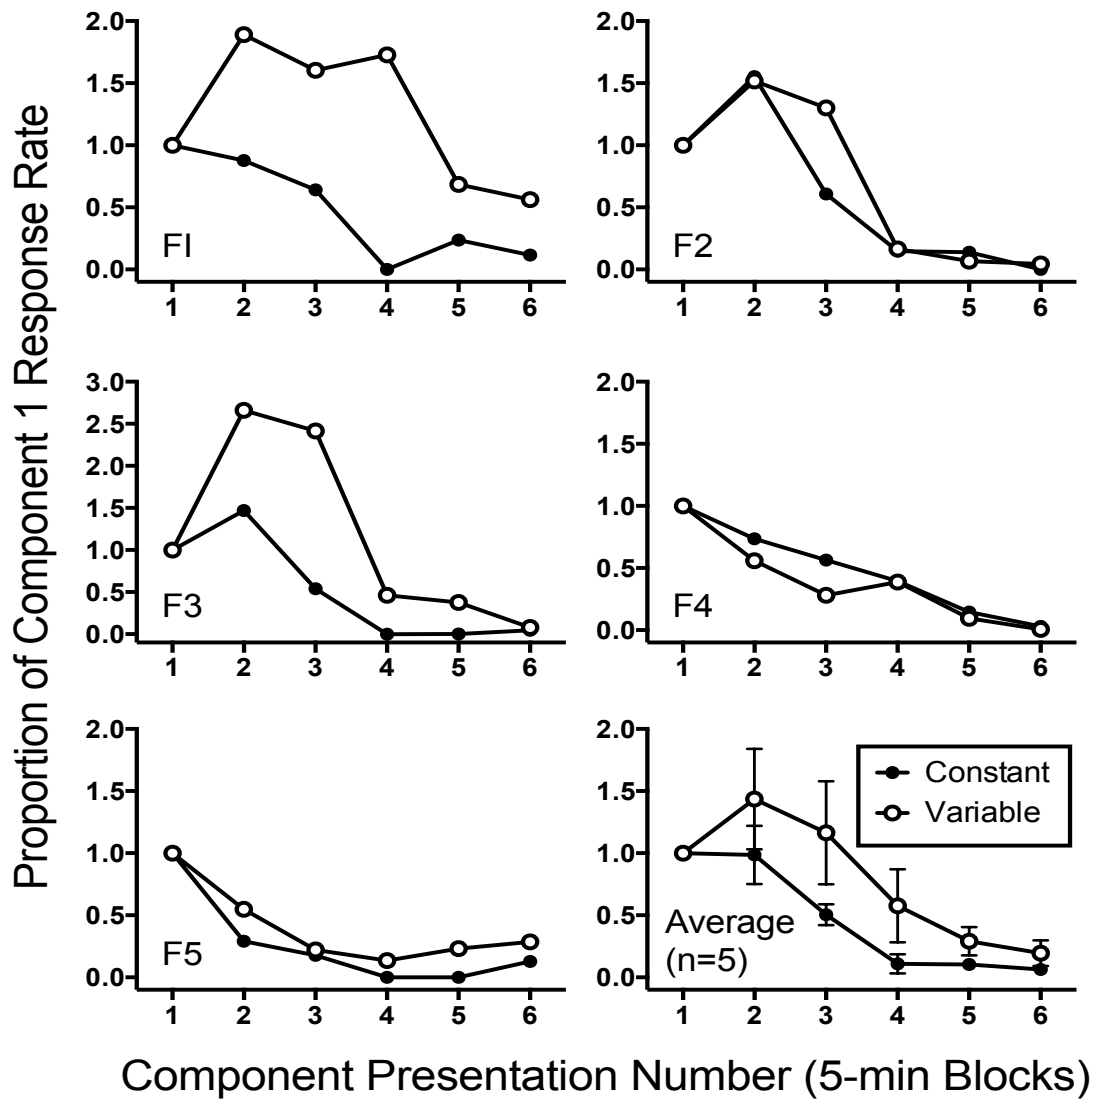 Proportion of Component 1 Response Rate
2.0
1.5
1.0
0.5
0.0
F1
1 2 3 4 5 6
2.0
1.5
1.0
0.5
0.0
F2
1 2 3 4 5 6
3.0
2.5
2.0
1.5
1.0
0.5
0.0
F3
1 2 3 4 5 6
2.0
1.5
1.0
0.5
0.0
F4
1 2 3 4 5 6
2.0
1.5
1.0
0.5
0.0
F5
1 2 3 4 5 6
2.0
1.5
1.0
0.5
0.0
Constant
Variable
Average
(n=5)
1 2 3 4 5 6
Component Presentation Number (5-min Blocks)